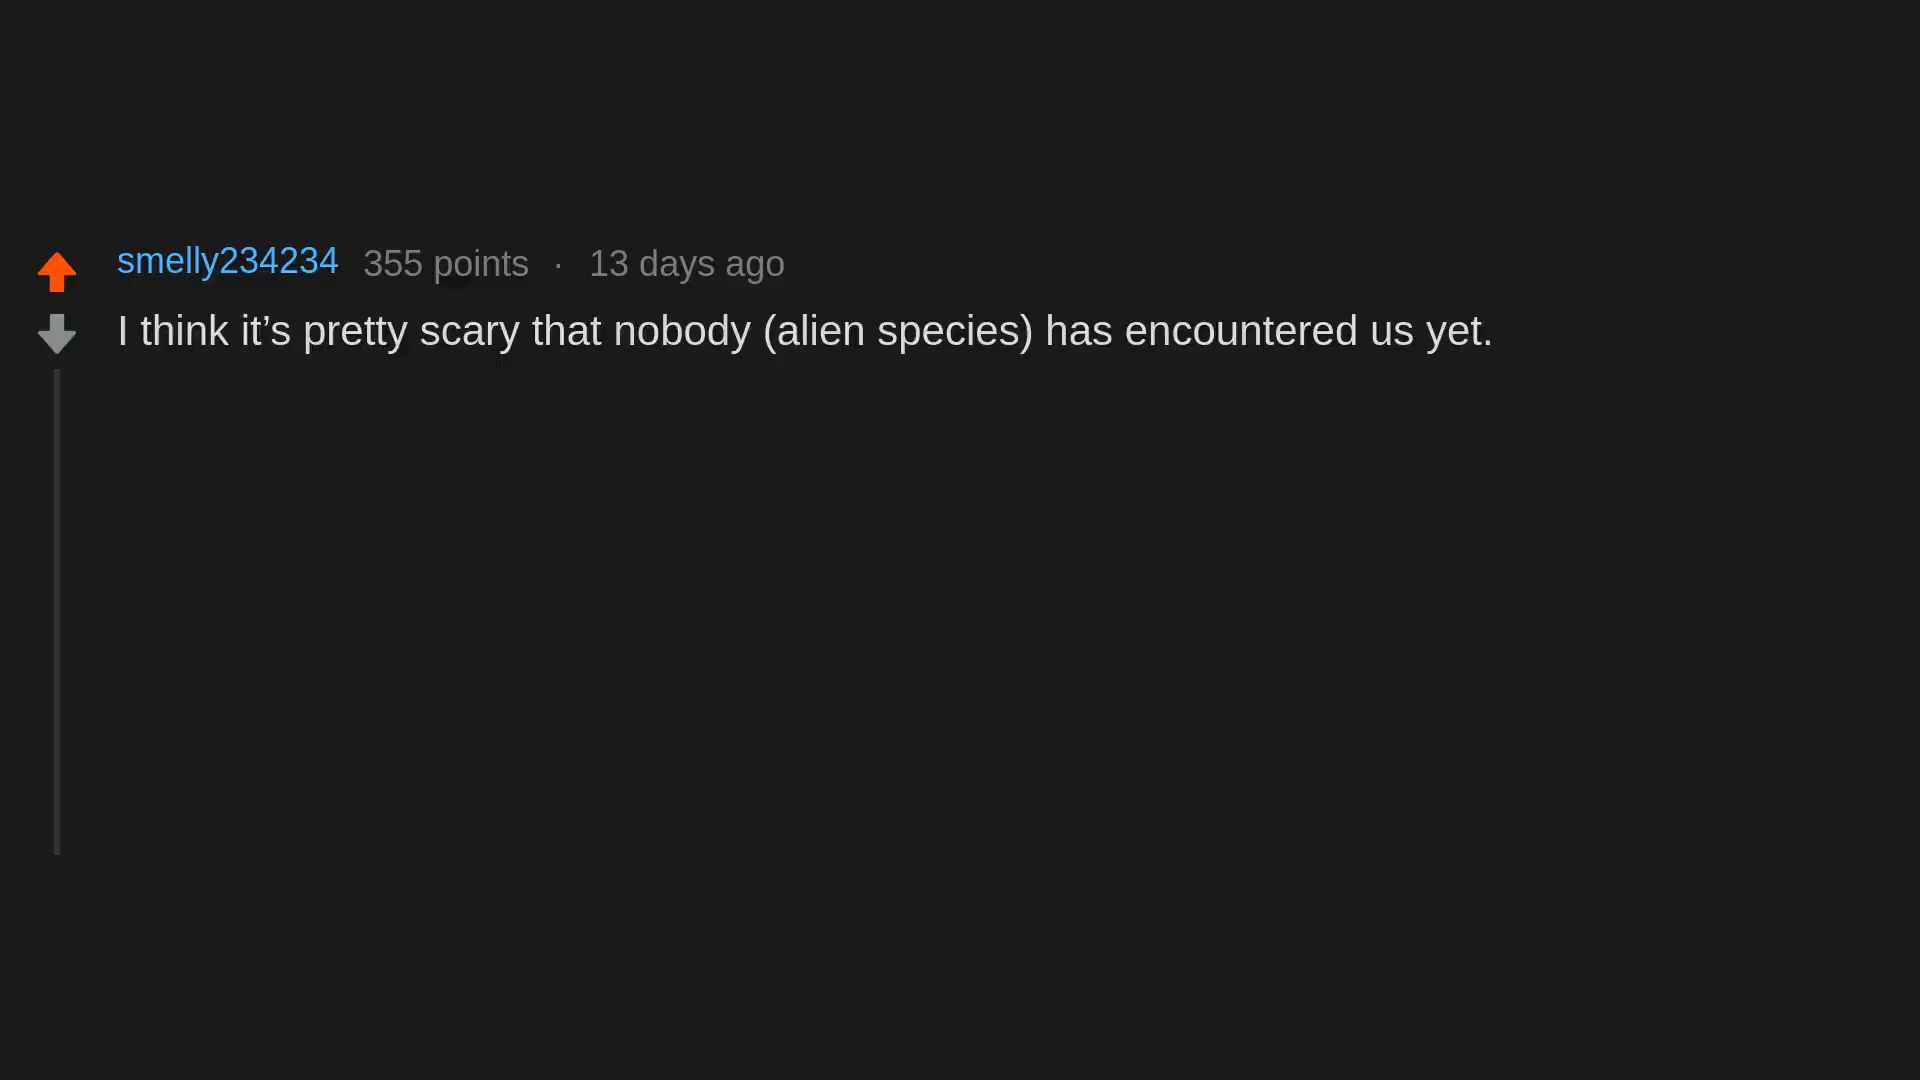 smelly234234 355 points · 13 days ago
I think it’s pretty scary that nobody (alien species) has encountered us yet.